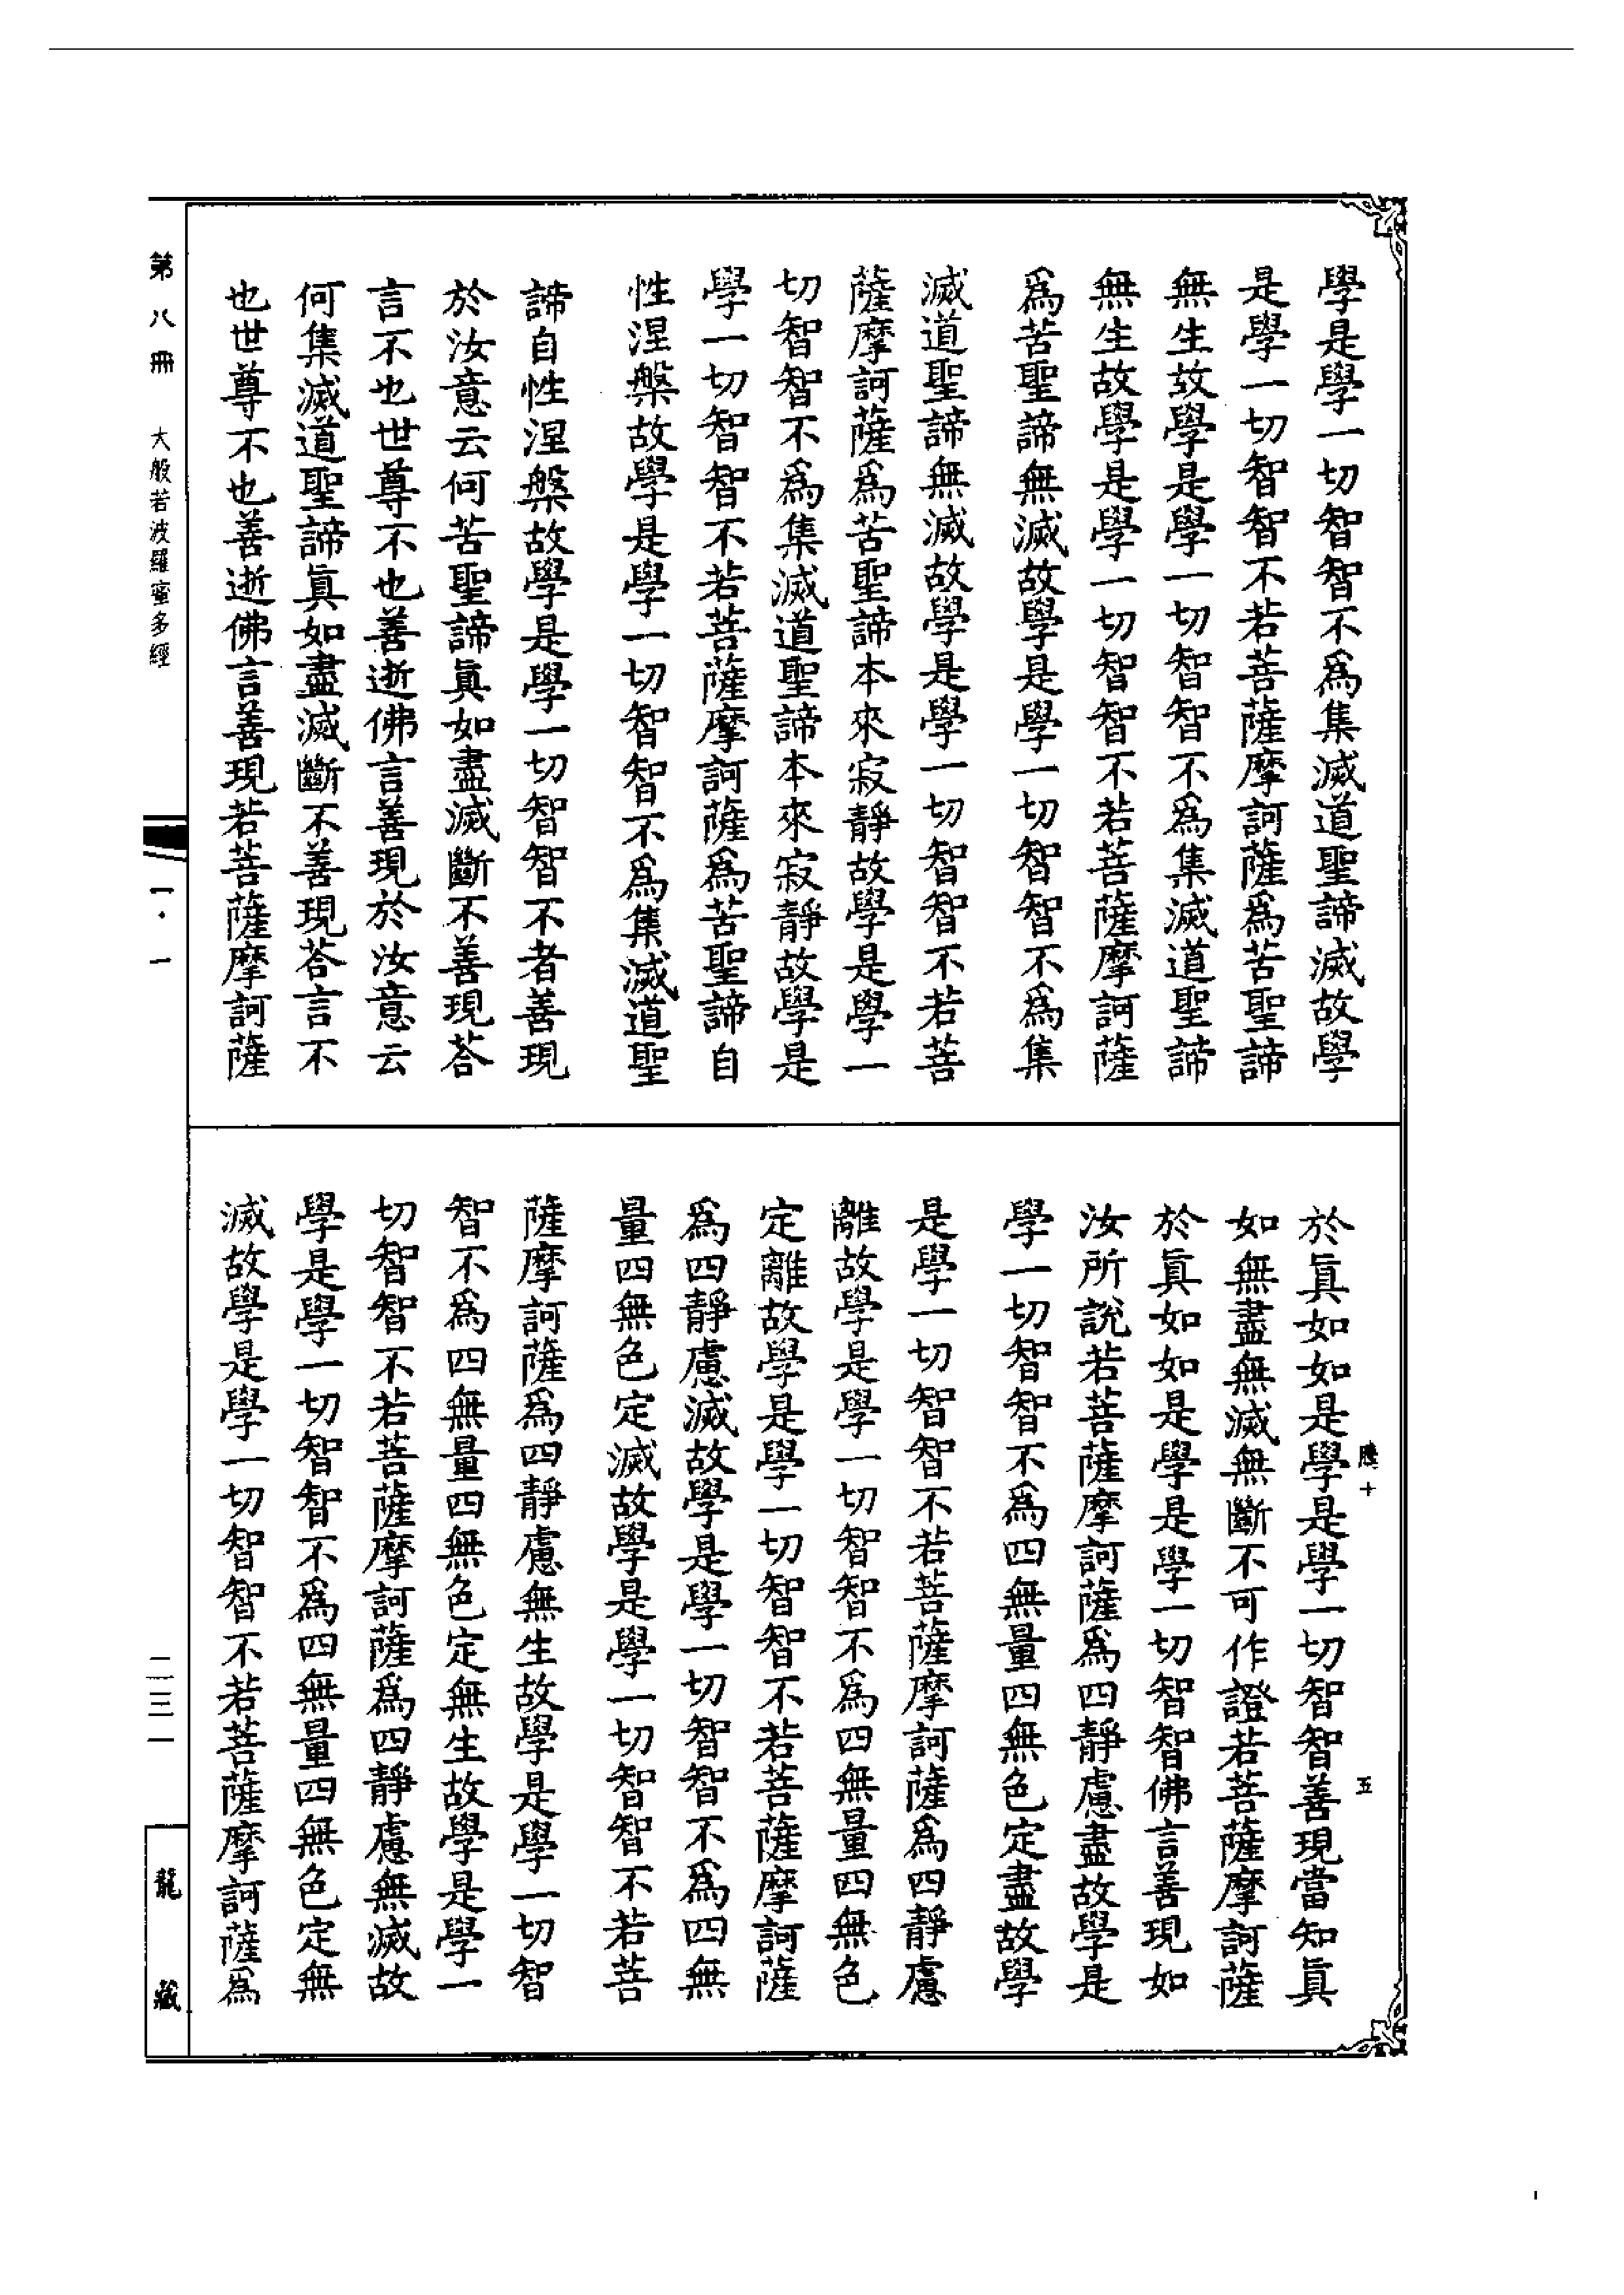 學是學一切智智不為集滅道聖諦滅故學
是學一切智智不若菩薩摩訶薩為苦聖諦
無生故學是學一切智智不為集滅道聖諦
無生故學是學一切智智不若菩薩摩訶薩
為苦聖諦無滅故學是學一切智智不為集
滅道聖諦無滅故學是學一切智智不若菩
薩摩訶薩為苦聖諦本來寂靜故學是學一
切智智不為集滅道聖諦本來寂靜故學是
學一切智智不若菩薩摩訶薩為苦聖諦自
性涅槃故學是學一切智智不為集滅道聖
諦自性涅槃故學是學一切智智不者善現
於汝意云何苦聖諦眞如盡滅斷不善現荅
言不也世尊不也善逝佛言善現於汝意云
何集滅道聖諦眞如盡滅斷不善現荅言不
也世尊不也善逝佛言善現若菩薩摩訶薩
於眞如如是學是學一切智智善現當知眞
如無盡無滅無斷不可作證若菩薩摩訶薩
於眞如如是學是學一切智智佛言善現如
汝所說若菩薩摩訶薩為四靜慮盡故學是
學一切智智不為四無量四無色定盡故學
是學一切智智不若菩薩摩訶薩為四靜慮
離故學是學一切智智不為四無量四無色
定離故學是學一切智智不若菩薩摩訶薩
為四靜慮滅故學是學一切智智不為四無
量四無色定滅故學是學一切智智不若菩
薩摩訶薩為四靜慮無生故學是學一切智
智不為四無量四無色定無生故學是學一
切智智不若菩薩摩訶薩為四靜慮無滅故
學是學一切智智不為四無量四無色定無
滅故學是學一切智智不若菩薩摩訶薩為
十 五
第八冊 大般若波羅蜜多經
一·一
二三一
龍藏